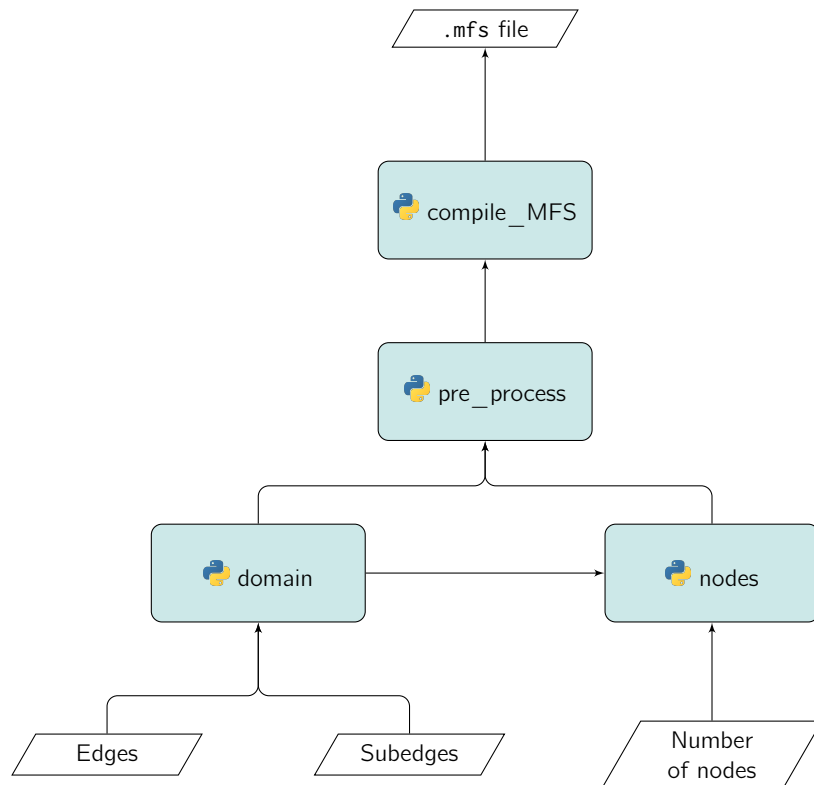 .mfs file
compile_MFS
pre_process
domain
nodes
Edges
Subedges
Number
of nodes